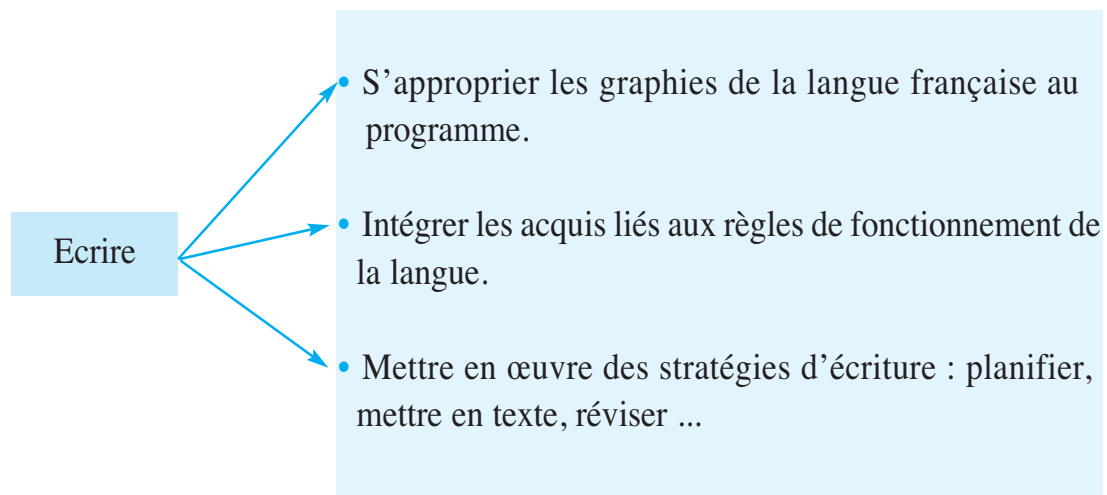 • S’approprier les graphies de la langue française au
programme.
Ecrire
• Intégrer les acquis liés aux règles de fonctionnement de
la langue.
• Mettre en œuvre des stratégies d’écriture : planifier,
mettre en texte, réviser ...